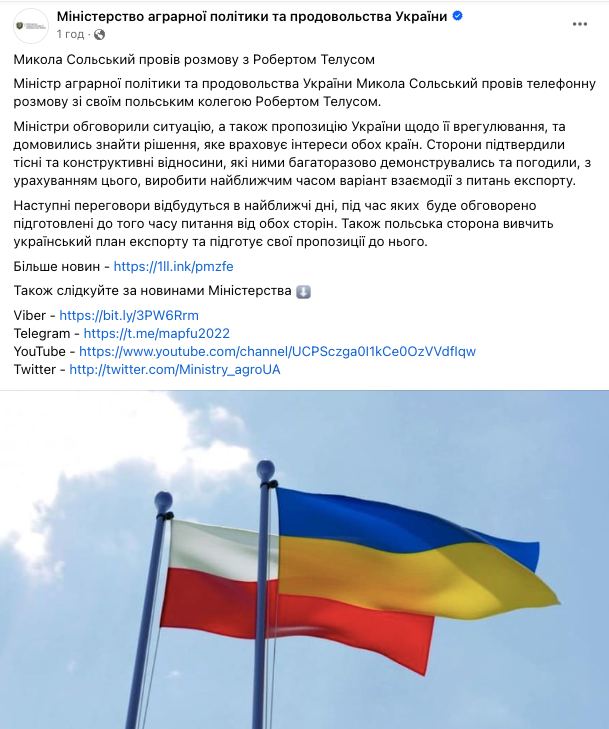 Міністерство аграрної політики та продовольства України
1 год ·
Микола Сольський провів розмову з Робертом Телусом
Міністр аграрної політики та продовольства України Микола Сольський провів телефонну
розмову зі своїм польським колегою Робертом Телусом.
Міністри обговорили ситуацію, а також пропозицію України щодо її врегулювання, та
домовились знайти рішення, яке враховує інтереси обох країн. Сторони підтвердили
тісні та конструктивні відносини, які ними багаторазово демонструвались та погодили, з
урахуванням цього, виробити найближчим часом варіант взаємодії з питань експорту.
Наступні переговори відбудуться в найближчі дні, під час яких буде обговорено
підготовлені до того часу питання від обох сторін. Також польська сторона вивчить
український план експорту та підготує свої пропозиції до нього.
Більше новин - https://1ll.ink/pmzfe
Також слідкуйте за новинами Міністерства
Viber - https://bit.ly/3PW6Rrm
Telegram - https://t.me/mapfu2022
YouTube - https://www.youtube.com/channel/UCPSczga0I1kCe0OzVVdfIqw
Twitter - http://twitter.com/Ministry_agroUA